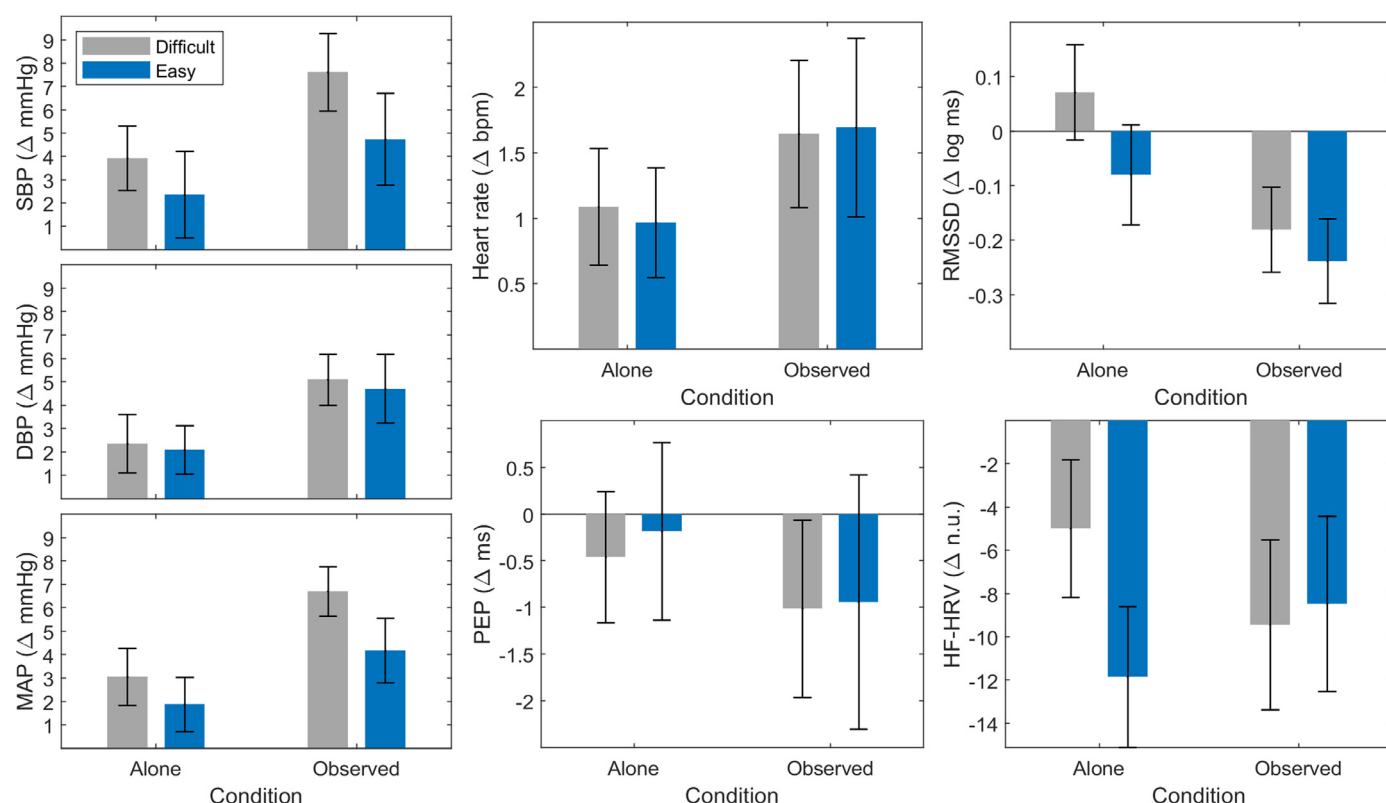 SBP (Δ mmHg)
9
8
7
6
5
4
3
2
1
Difficult
Easy
DBP (Δ mmHg)
9
8
7
6
5
4
3
2
1
MAP (Δ mmHg)
9
8
7
6
5
4
3
2
1
Alone
Observed
Condition
Heart rate (Δ bpm)
2
1.5
1
0.5
Alone
Observed
Condition
PEP (Δ ms)
0.5
0
-0.5
-1
-1.5
-2
Alone
Observed
Condition
RMSSD (Δ log ms)
0.1
0
-0.1
-0.2
-0.3
Alone
Observed
Condition
HF-HRV (Δ n.u.)
-2
-4
-6
-8
-10
-12
-14
Alone
Observed
Condition